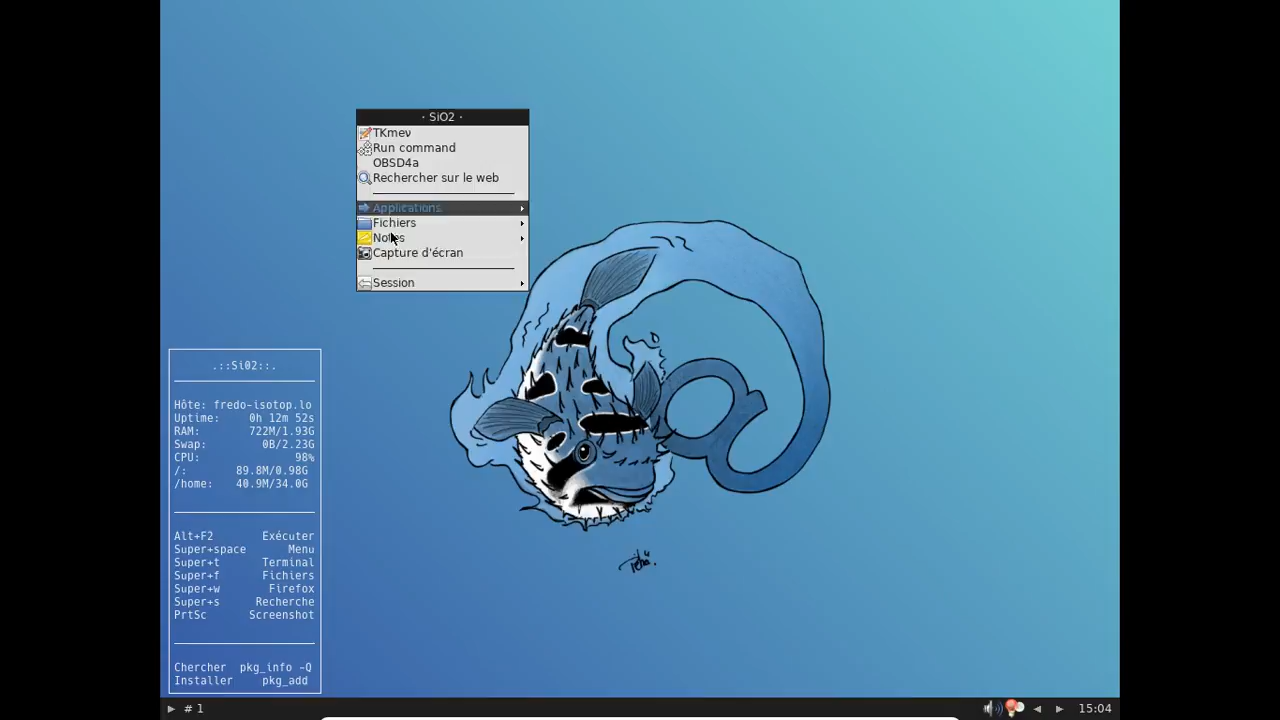 · SiO2 ·
TKmev
Run command
OBSD4a
Rechercher sur le web
Applications
Fichiers
Notes
Capture d'écran
Session
.::Si02::.
Hôte: fredo-isotop.lo
Uptime: 0h 12m 52s
RAM: 722M/1.93G
Swap: 0B/2.23G
CPU: 98%
/: 89.8M/0.98G
/home: 40.9M/34.0G
Alt+F2 Exécuter
Super+space Menu
Super+t Terminal
Super+f Fichiers
Super+w Firefox
Super+s Recherche
PrtSc Screenshot
Chercher pkg_info -Q
Installer pkg_add
# 1
15:04